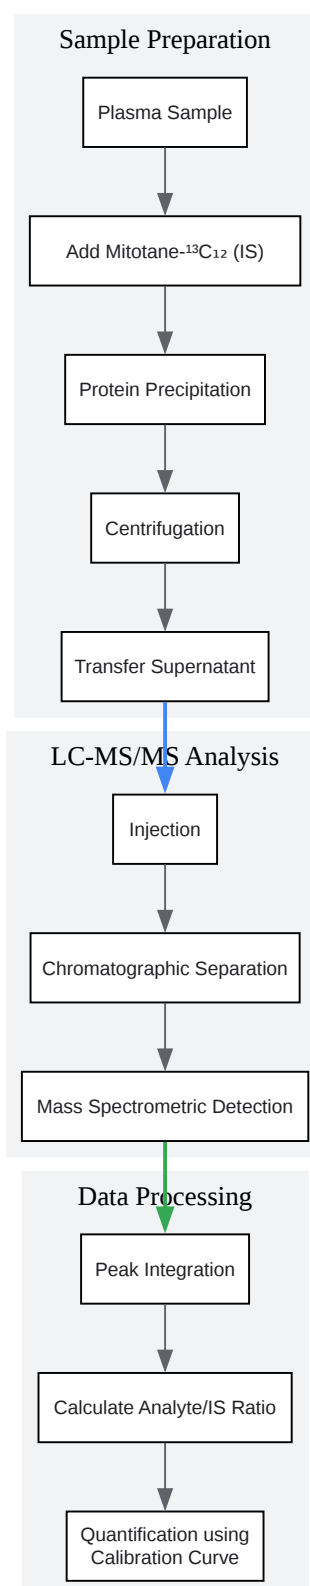 Sample Preparation
Plasma Sample
Add Mitotane-¹³C₁₂ (IS)
Protein Precipitation
Centrifugation
Transfer Supernatant
LC-MS/MS Analysis
Injection
Chromatographic Separation
Mass Spectrometric Detection
Data Processing
Peak Integration
Calculate Analyte/IS Ratio
Quantification using
Calibration Curve